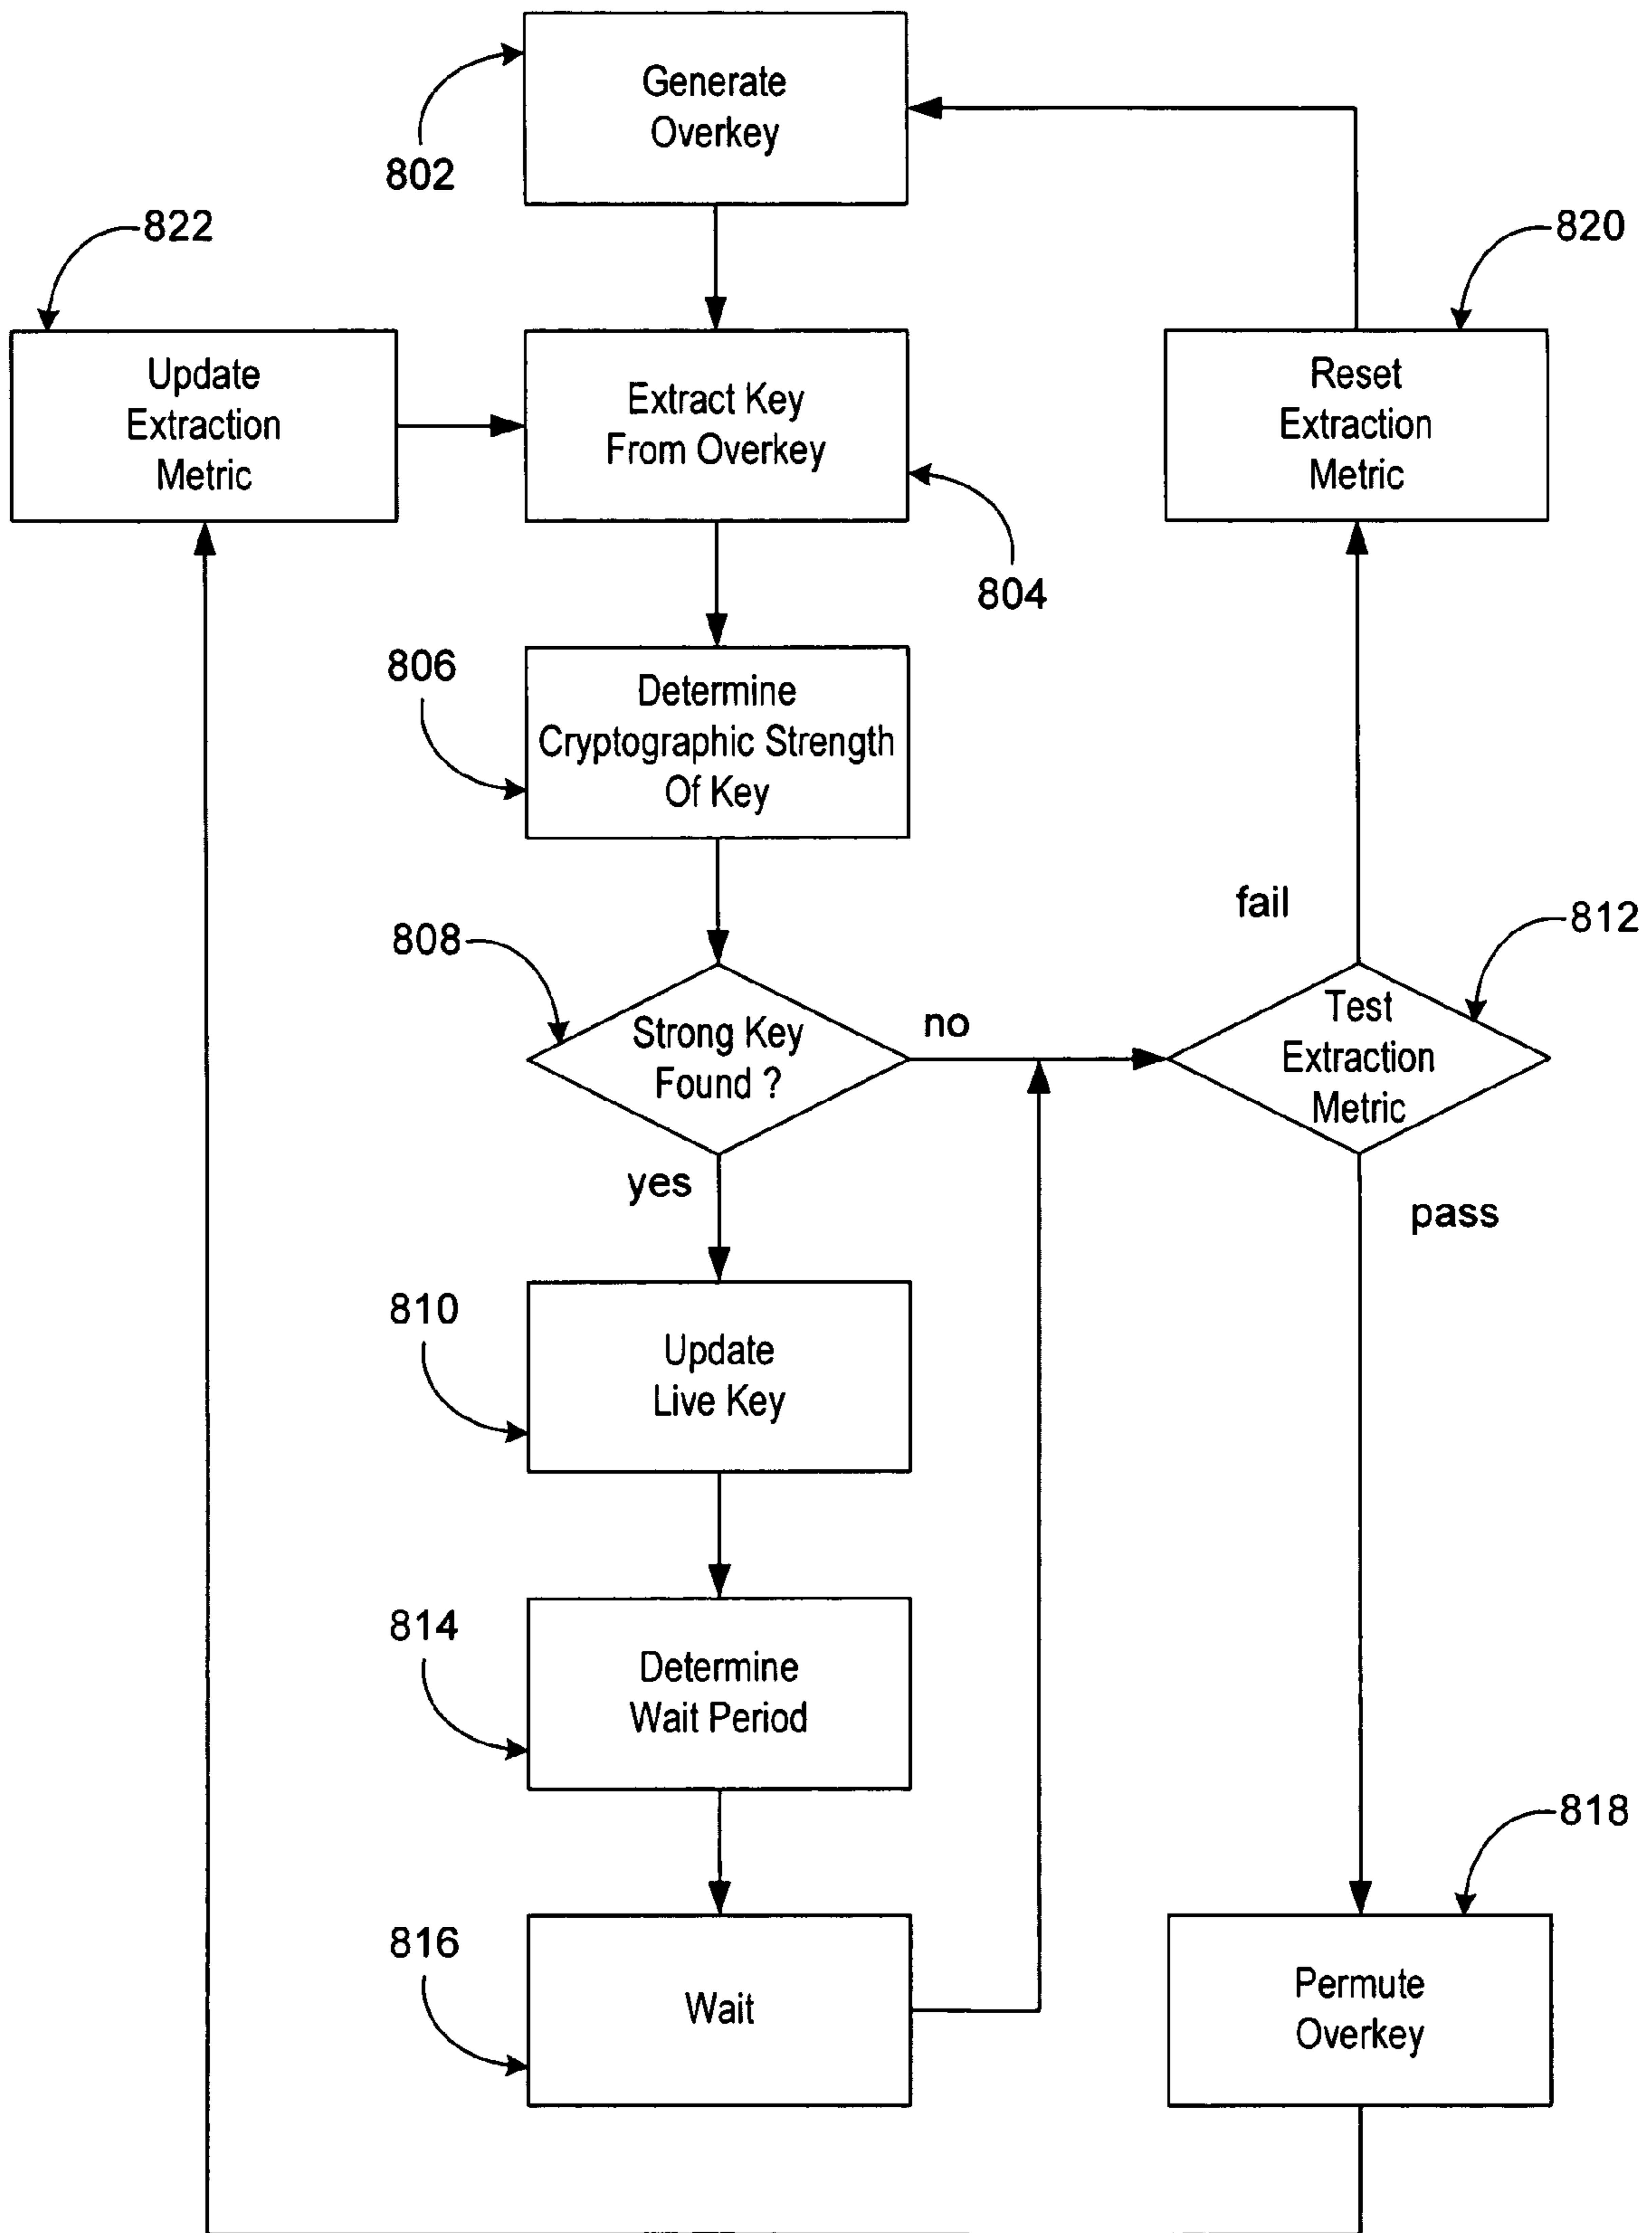 Generate
Overkey
802
822
820
Update
Extraction
Metric
Extract Key
From Overkey
Reset
Extraction
Metric
804
806
Determine
Cryptographic Strength
Of Key
fail
812
808
Strong Key
Found ?
no
Test
Extraction
Metric
yes
pass
810
Update
Live Key
814
Determine
Wait Period
818
816
Wait
Permute
Overkey